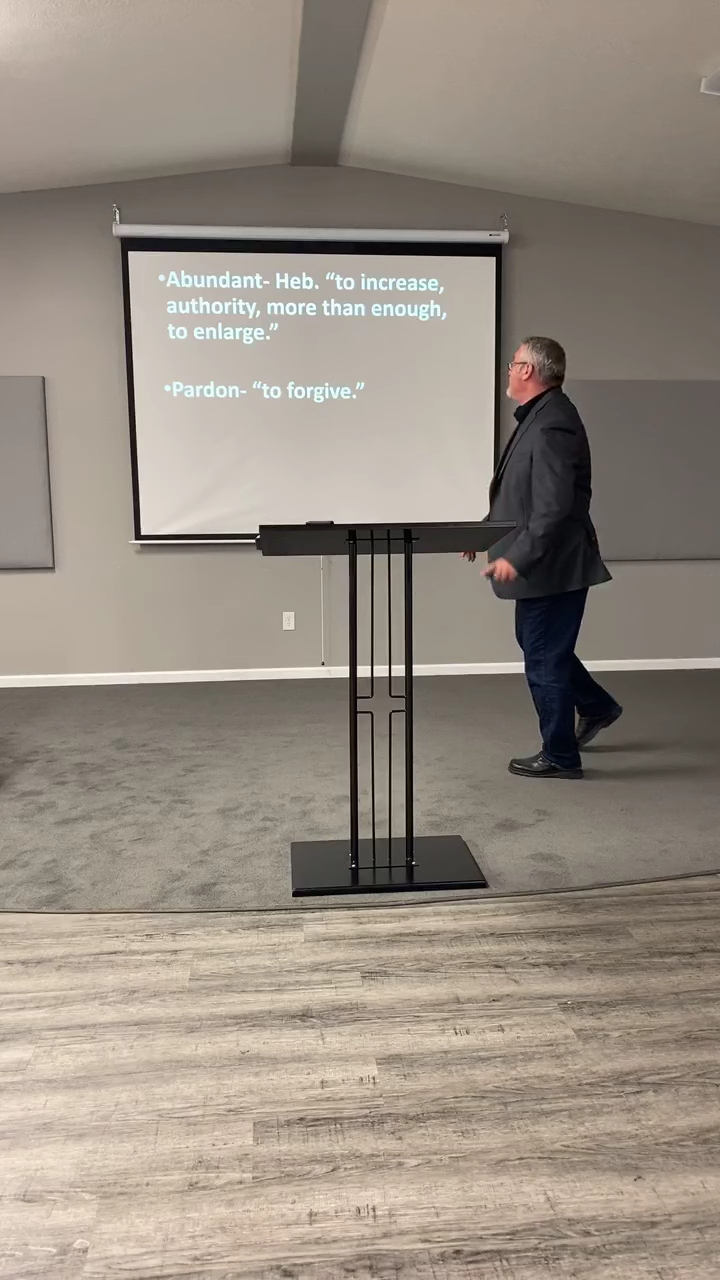 •Abundant- Heb. “to increase,
authority, more than enough,
to enlarge.”
•Pardon- “to forgive.”